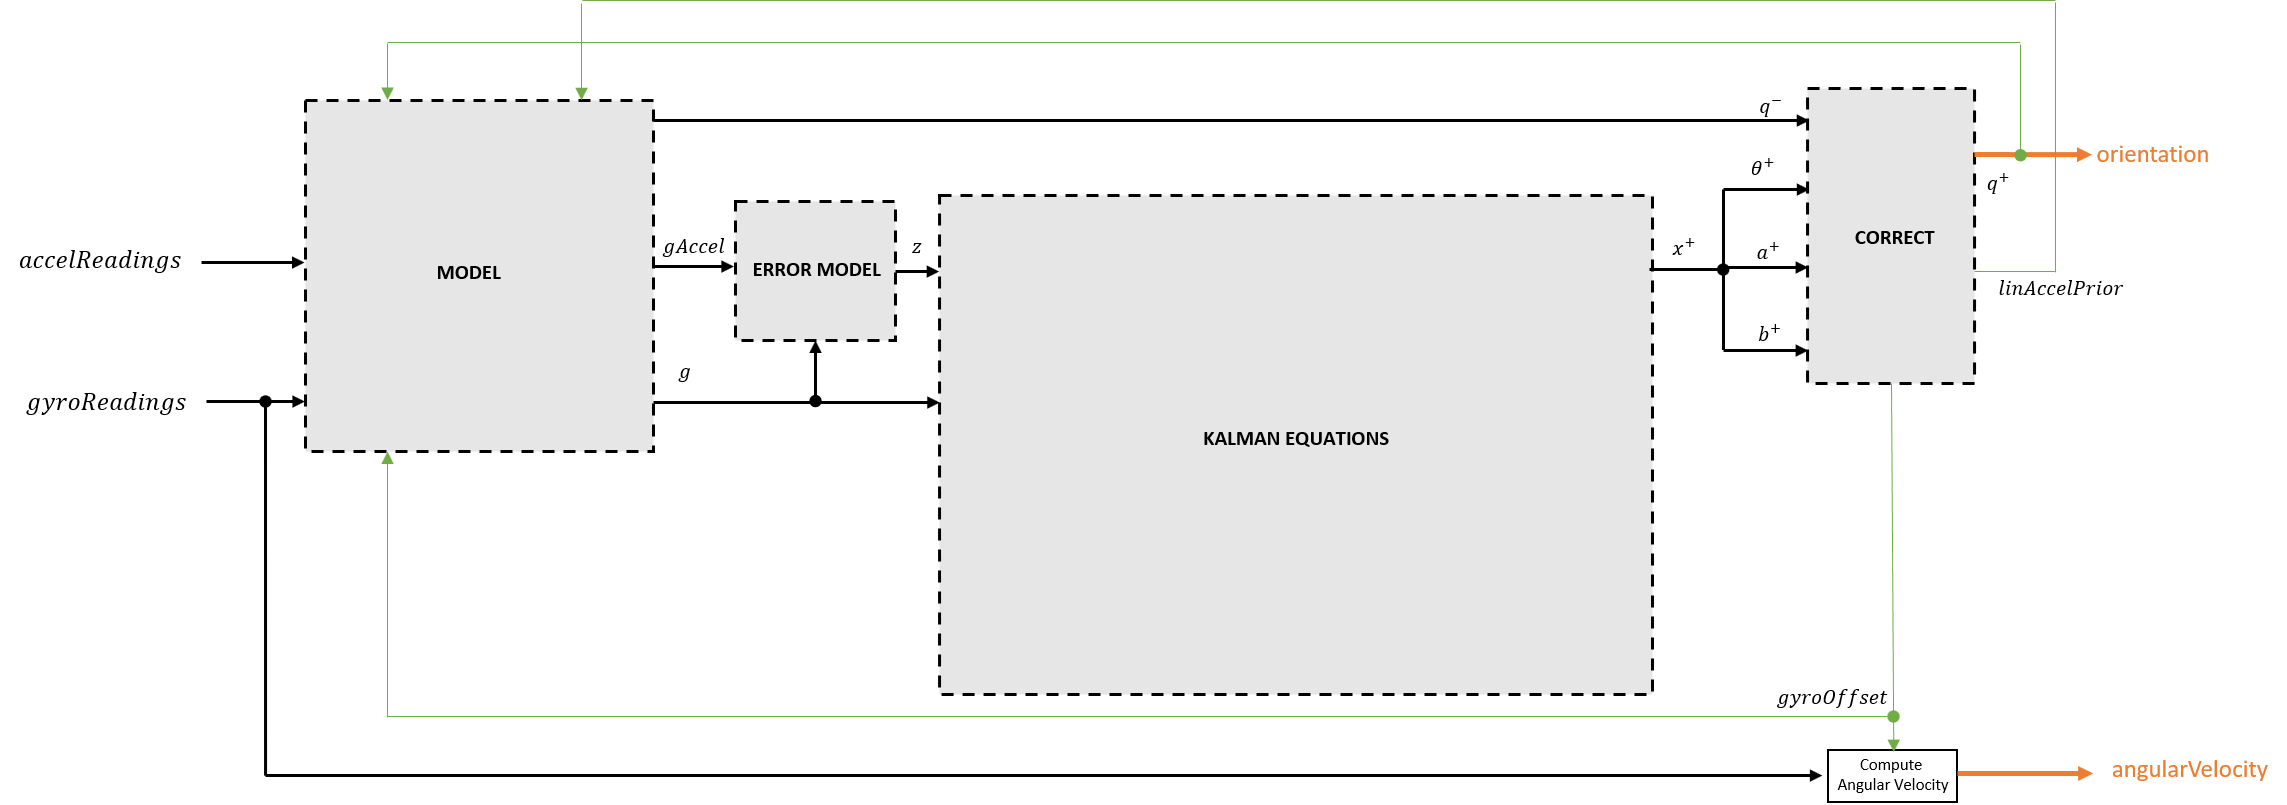 q⁻
orientation
θ⁺
q⁺
CORRECT
gAccel
z
x⁺
a⁺
accelReadings
MODEL
ERROR MODEL
linAccelPrior
b⁺
g
gyroReadings
KALMAN EQUATIONS
gyroOffset
Compute
Angular Velocity
angularVelocity